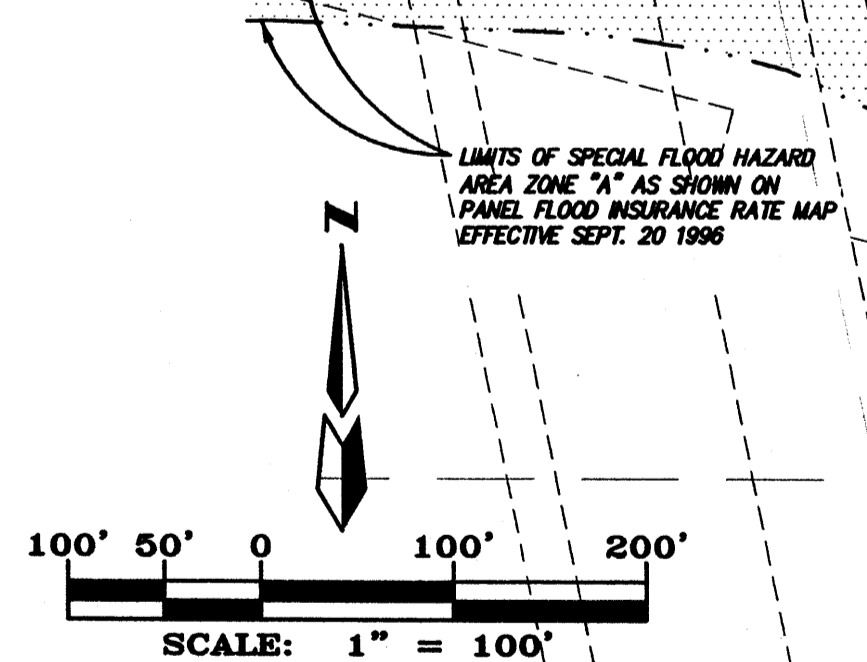 LIMITS OF SPECIAL FLOOD HAZARD
AREA ZONE "A" AS SHOWN ON
PANEL FLOOD INSURANCE RATE MAP
EFFECTIVE SEPT. 20 1996
N
100' 50' 0 100' 200'
SCALE: 1" = 100'